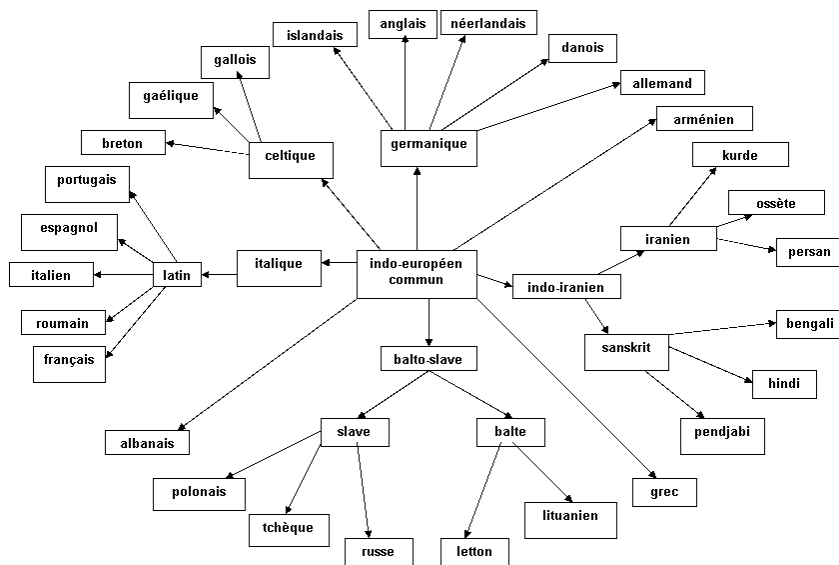 anglais
néerlandais
islandais
danois
gallois
allemand
gaélique
arménien
breton
celtique
germanique
kurde
portugais
ossète
espagnol
iranien
persan
italique
indo-européen
commun
italien
latin
indo-iranien
roumain
bengali
sanskrit
français
balto-slave
hindi
albanais
slave
balte
pendjabi
polonais
grec
lituanien
tchèque
russe
letton